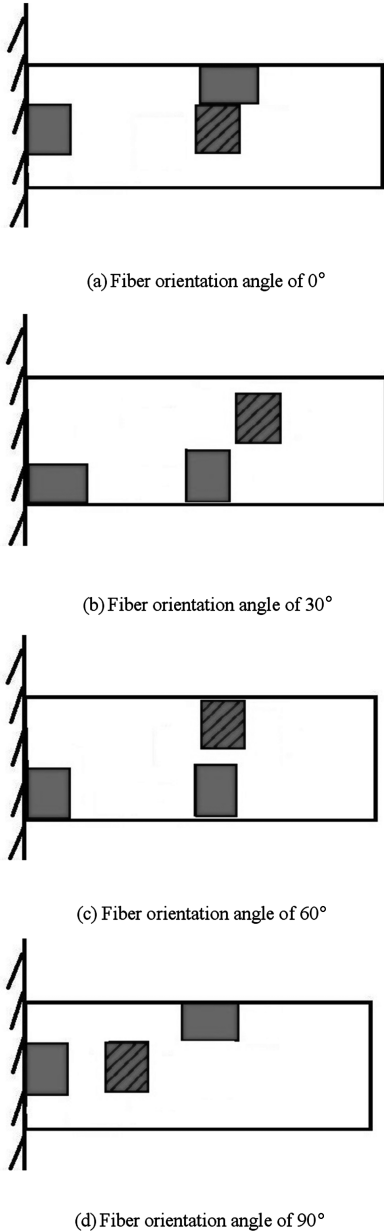 (a) Fiber orientation angle of 0°
(b) Fiber orientation angle of 30°
(c) Fiber orientation angle of 60°
(d) Fiber orientation angle of 90°